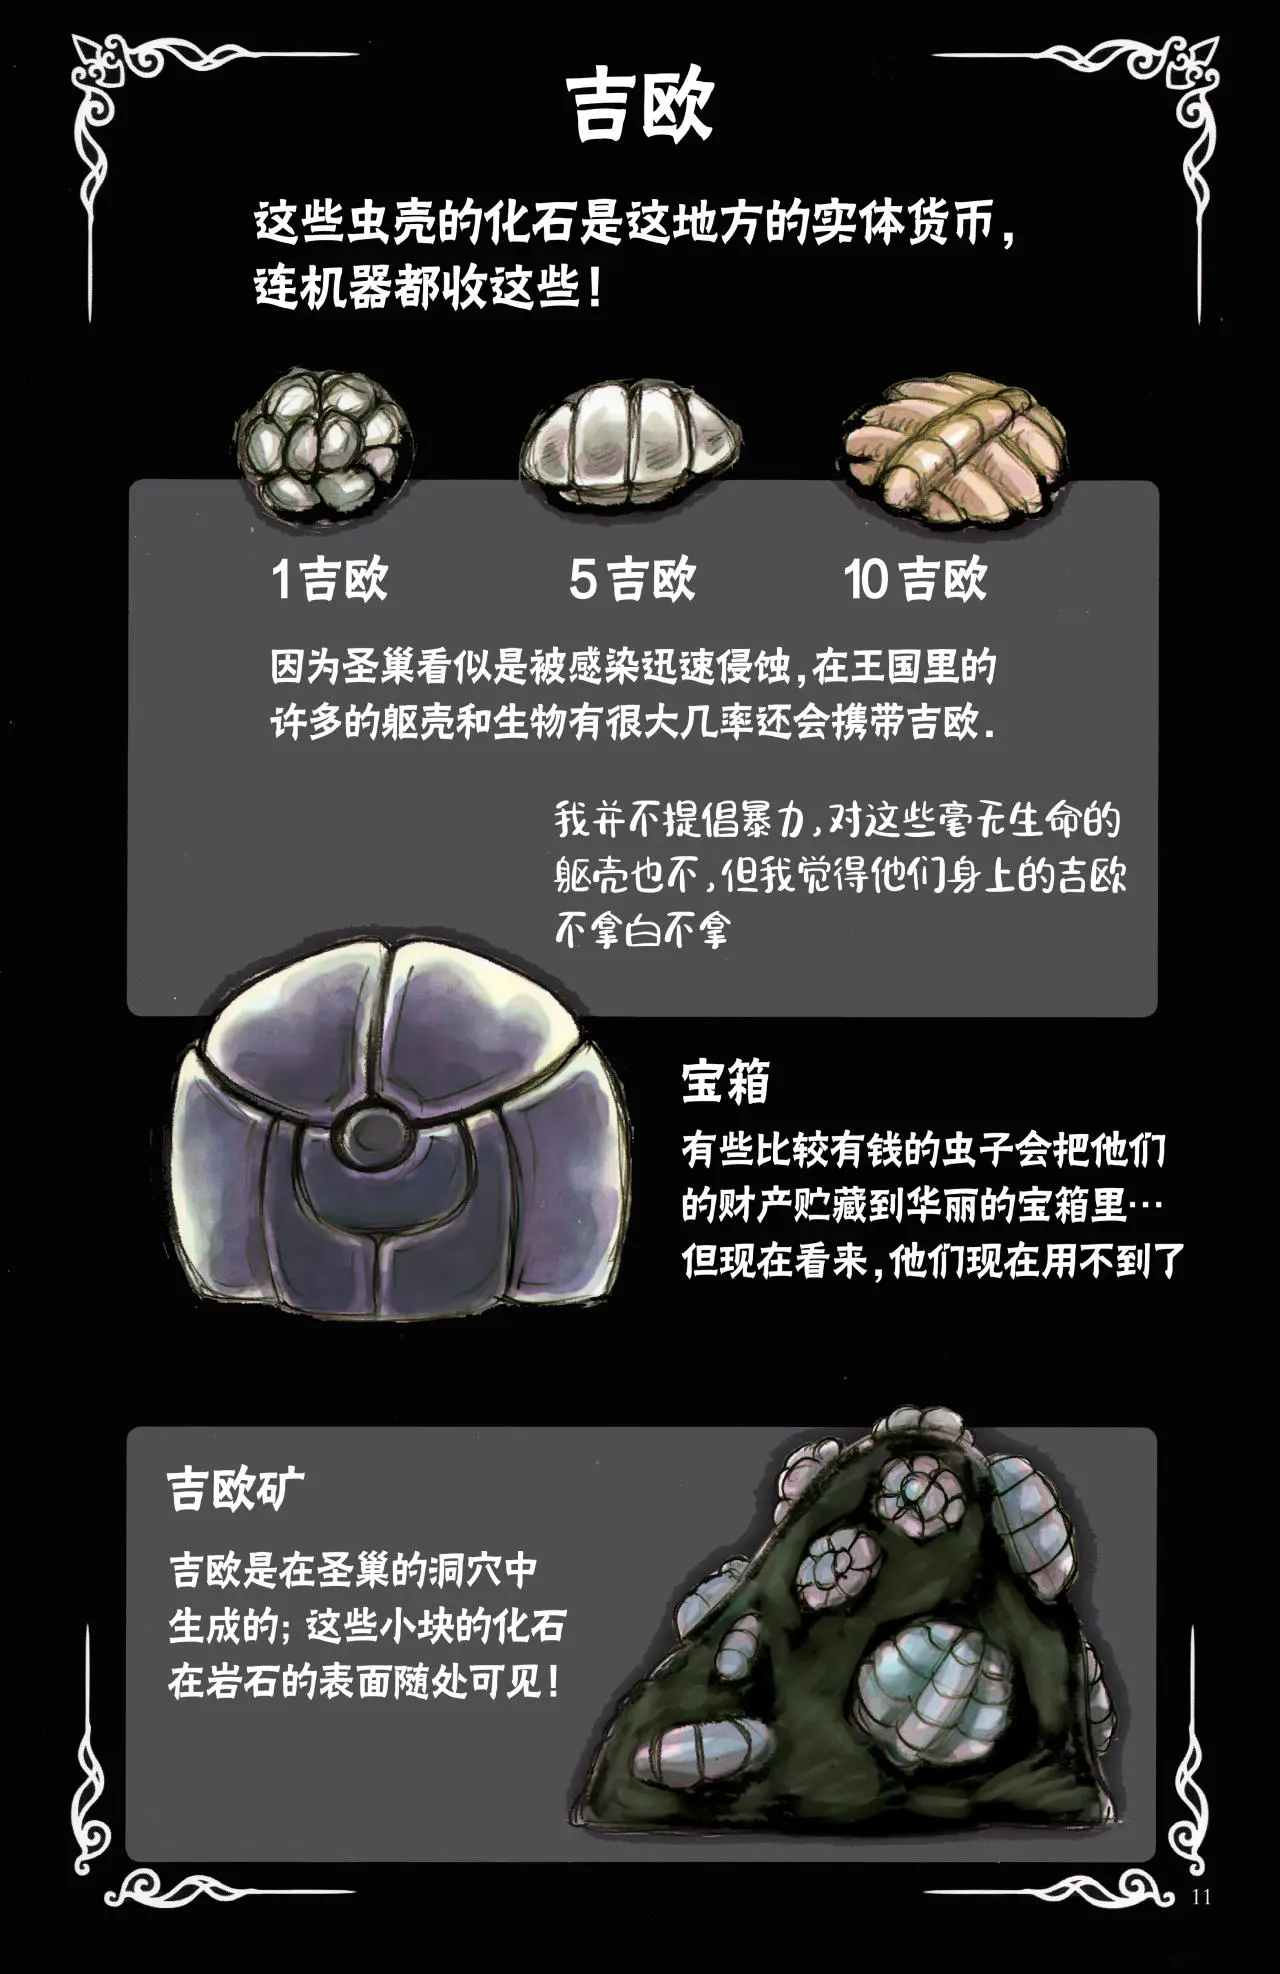 吉欧
这些虫壳的化石是这地方的实体货币，
连机器都收这些！
1吉欧
5吉欧
10吉欧
因为圣巢看似是被感染迅速侵蚀，在王国里的
许多的躯壳和生物有很大几率还会携带吉欧.
我并不提倡暴力，对这些毫无生命的
躯壳也不，但我觉得他们身上的吉欧
不拿白不拿
宝箱
有些比较有钱的虫子会把他们
的财产贮藏到华丽的宝箱里…
但现在看来，他们现在用不到了
吉欧矿
吉欧是在圣巢的洞穴中
生成的；这些小块的化石
在岩石的表面随处可见！
11